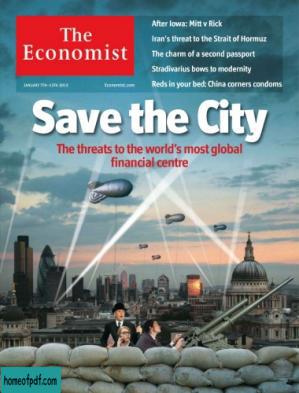 The
Economist
JANUARY 7TH–13TH 2012
Economist.com
After Iowa: Mitt v Rick
Iran's threat to the Strait of Hormuz
The charm of a second passport
Stradivarius bows to modernity
Reds in your bed: China corners condoms
Save the City
The threats to the world's most global
financial centre
homeofpdf.com